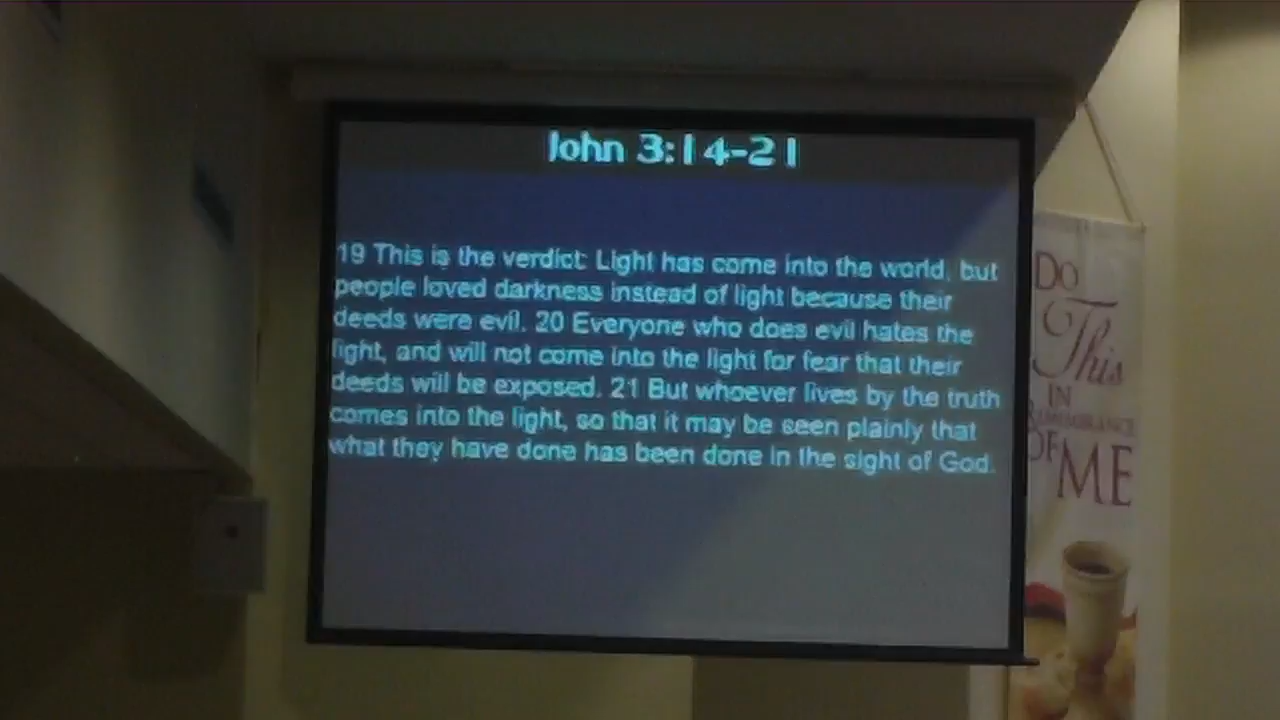 John 3:14-21
19 This is the verdict: Light has come into the world, but
people loved darkness instead of light because their
deeds were evil. 20 Everyone who does evil hates the
light, and will not come into the light for fear that their
deeds will be exposed. 21 But whoever lives by the truth
comes into the light, so that it may be seen plainly that
what they have done has been done in the sight of God.
DO
This
IN
REMEMBRANCE
OF ME